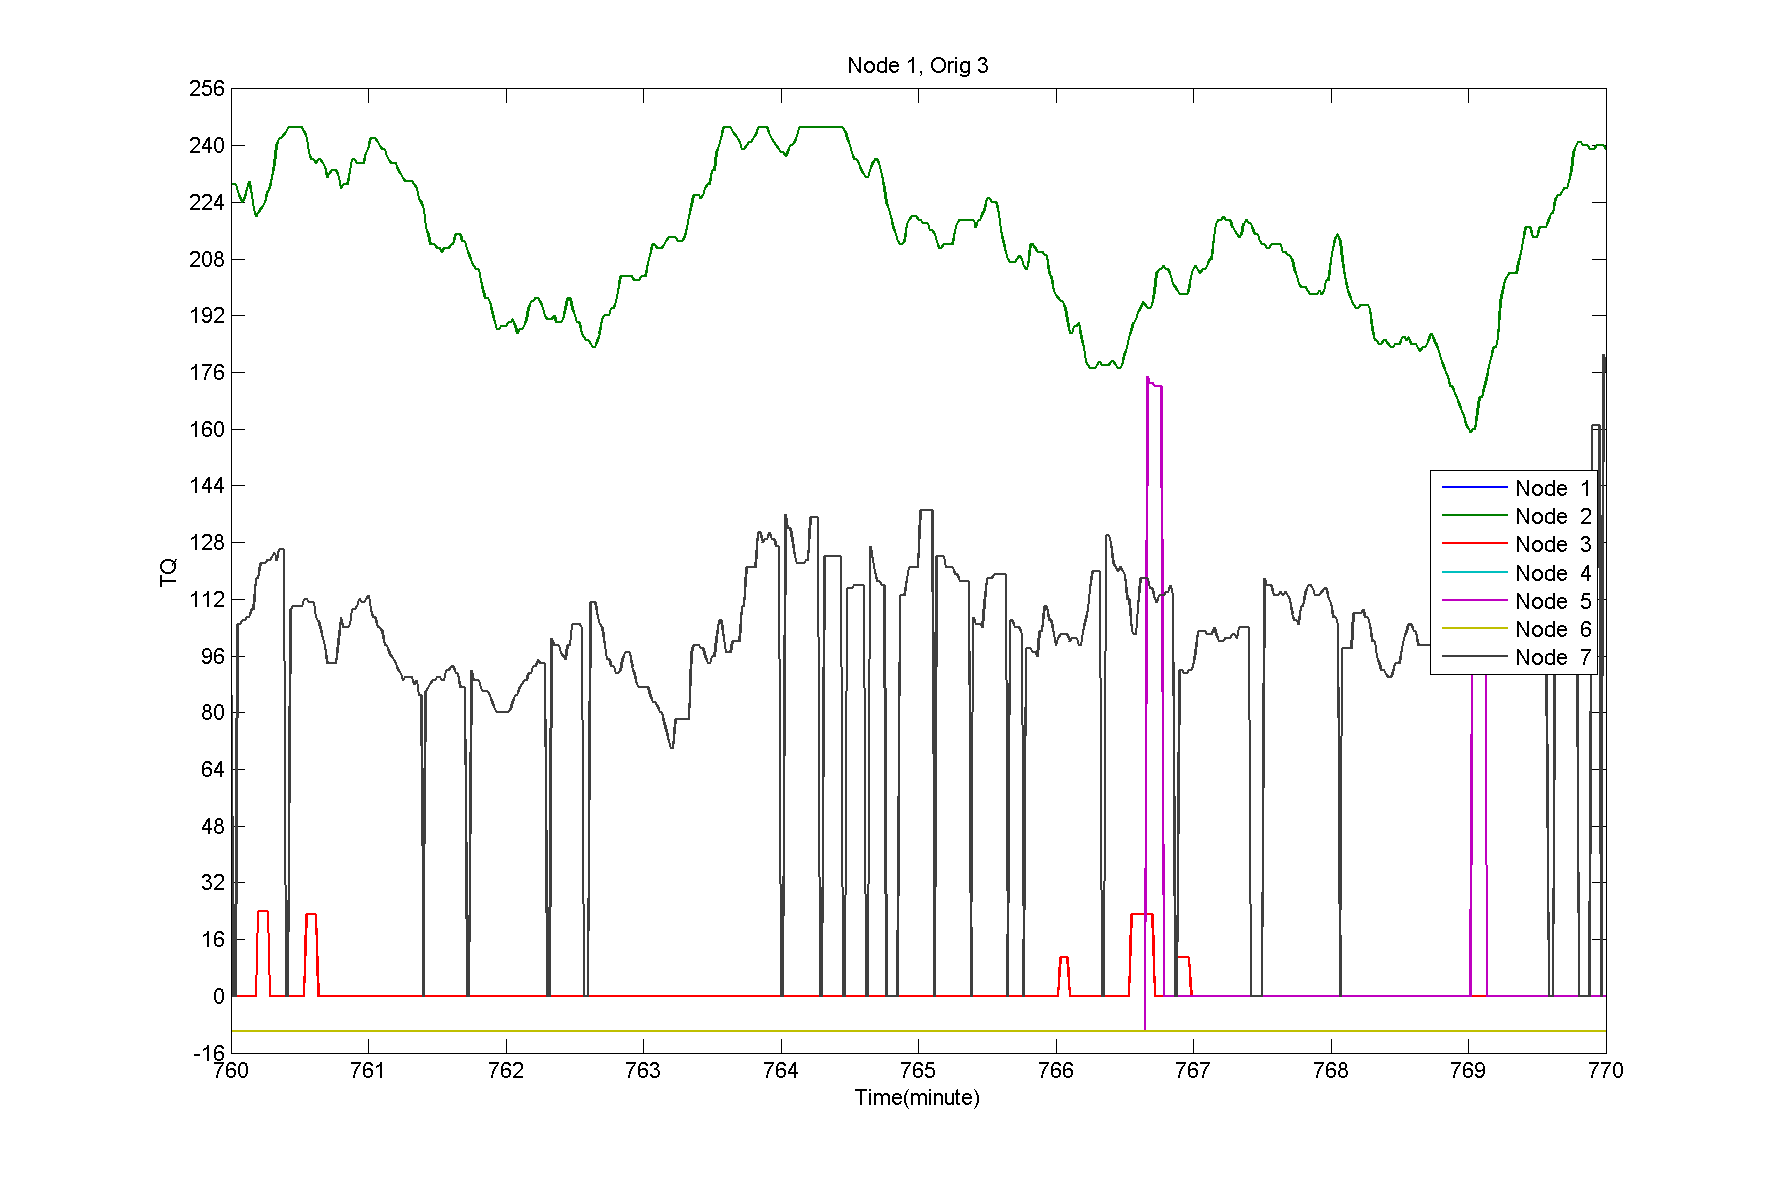 Node 1, Orig 3
256
240
224
208
192
176
160
144
128
112
96
80
64
48
32
16
0
-16
TQ
Node 1
Node 2
Node 3
Node 4
Node 5
Node 6
Node 7
760 761 762 763 764 765 766 767 768 769 770
Time(minute)